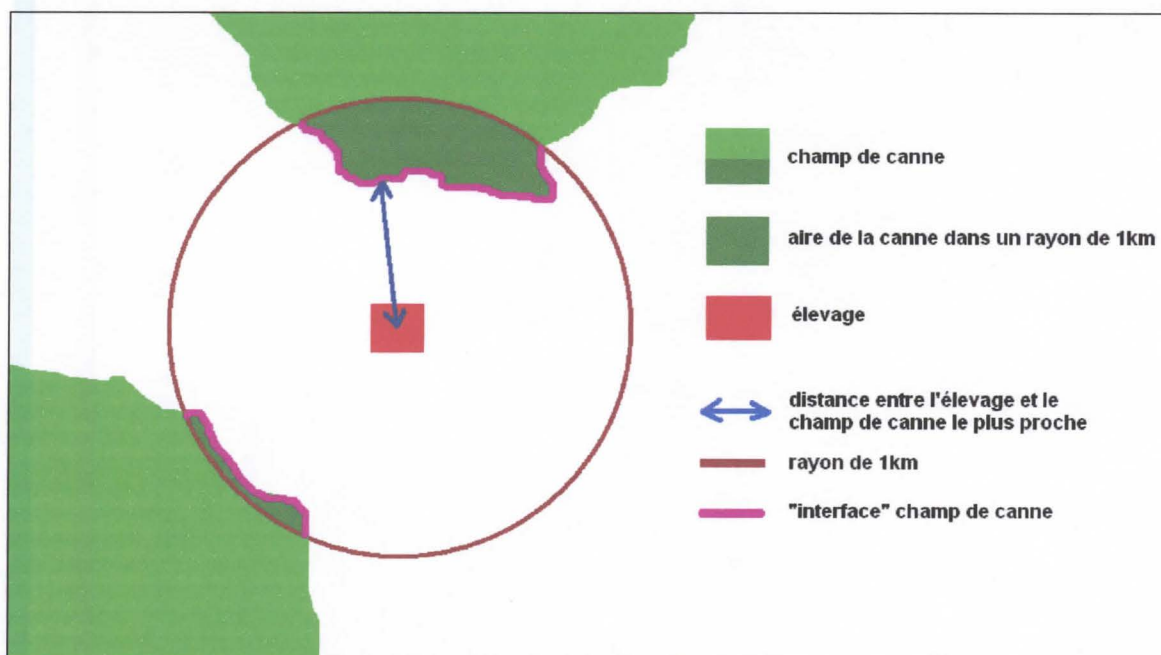 champ de canne
aire de la canne dans un rayon de 1km
élevage
distance entre l'élevage et le
champ de canne le plus proche
rayon de 1km
"interface" champ de canne